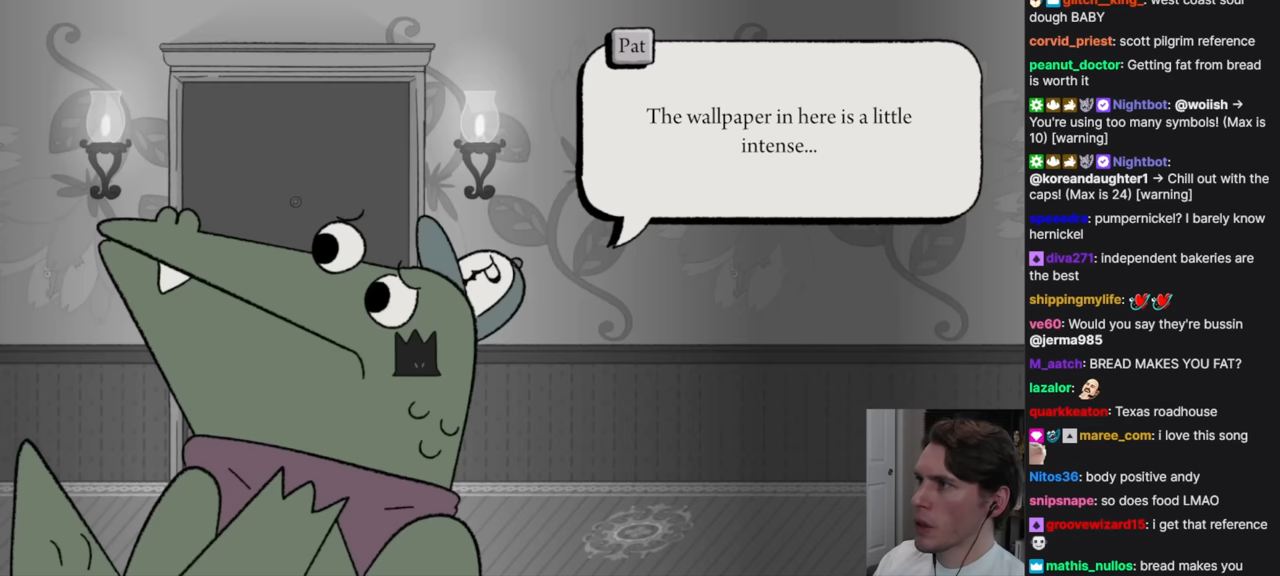 Pat
The wallpaper in here is a little
intense...
glitch__king_: west coast sour
dough BABY
corvid_priest: scott pilgrim reference
peanut_doctor: Getting fat from bread
is worth it
Nightbot: @woiish →
You're using too many symbols! (Max is
10) [warning]
Nightbot:
@koreandaughter1 → Chill out with the
caps! (Max is 24) [warning]
pumpernickel? I barely know
hernickel
diva271: independent bakeries are
the best
shippingmylife:
ve60: Would you say they're bussin
@jerma985
M_aatch: BREAD MAKES YOU FAT?
lazalor:
quarkkeaton: Texas roadhouse
maree_com: i love this song
Nitos36: body positive andy
snipsnape: so does food LMAO
groovewizard15: i get that reference
mathis_nullos: bread makes you